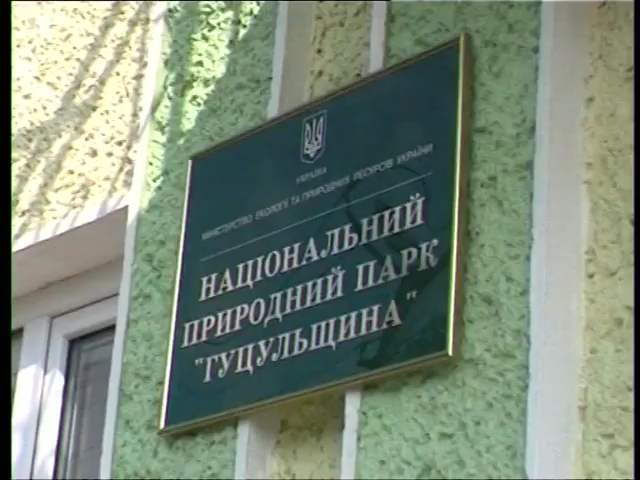 УКРАЇНА
МІНІСТЕРСТВО ЕКОЛОГІЇ ТА ПРИРОДНИХ РЕСУРСІВ УКРАЇНИ
НАЦІОНАЛЬНИЙ
ПРИРОДНИЙ ПАРК
"ГУЦУЛЬЩИНА"